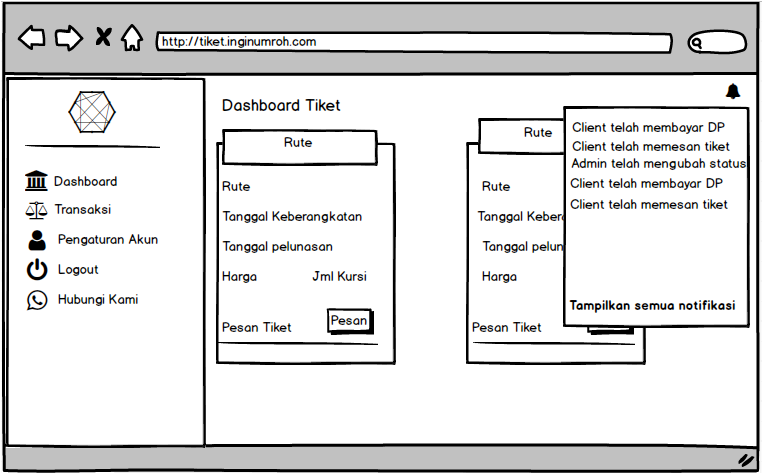 http://tiket.inginumroh.com
Dashboard
Transaksi
Pengaturan Akun
Logout
Hubungi Kami
Dashboard Tiket
Rute
Rute
Tanggal Keberangkatan
Tanggal pelunasan
Harga Jml Kursi
Pesan Tiket Pesan
Rute
Rute
Tanggal Keber
Tanggal pelun
Harga
Pesan Tiket
Client telah membayar DP
Client telah memesan tiket
Admin telah mengubah status
Client telah membayar DP
Client telah memesan tiket
Tampilkan semua notifikasi